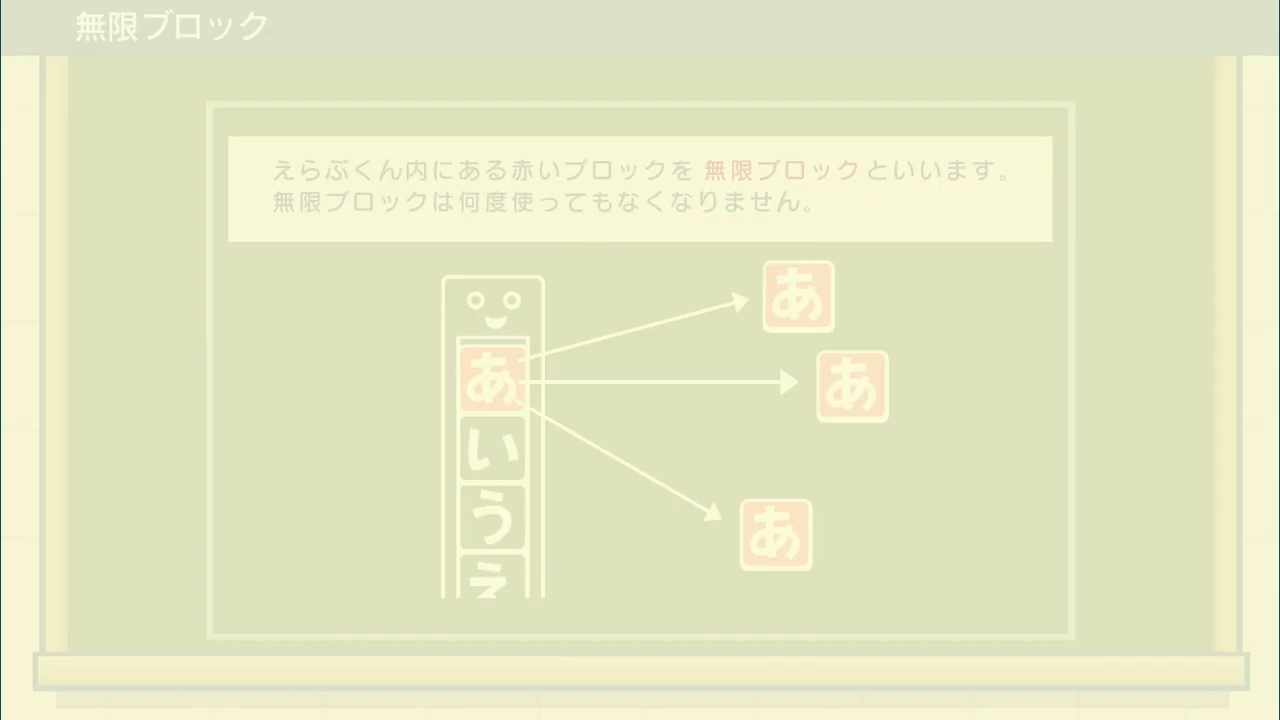 無限ブロック
えらぶくん内にある赤いブロックを 無限ブロック といいます。
無限ブロックは何度使ってもなくなりません。
あ
あ
あ
い
う
え
あ